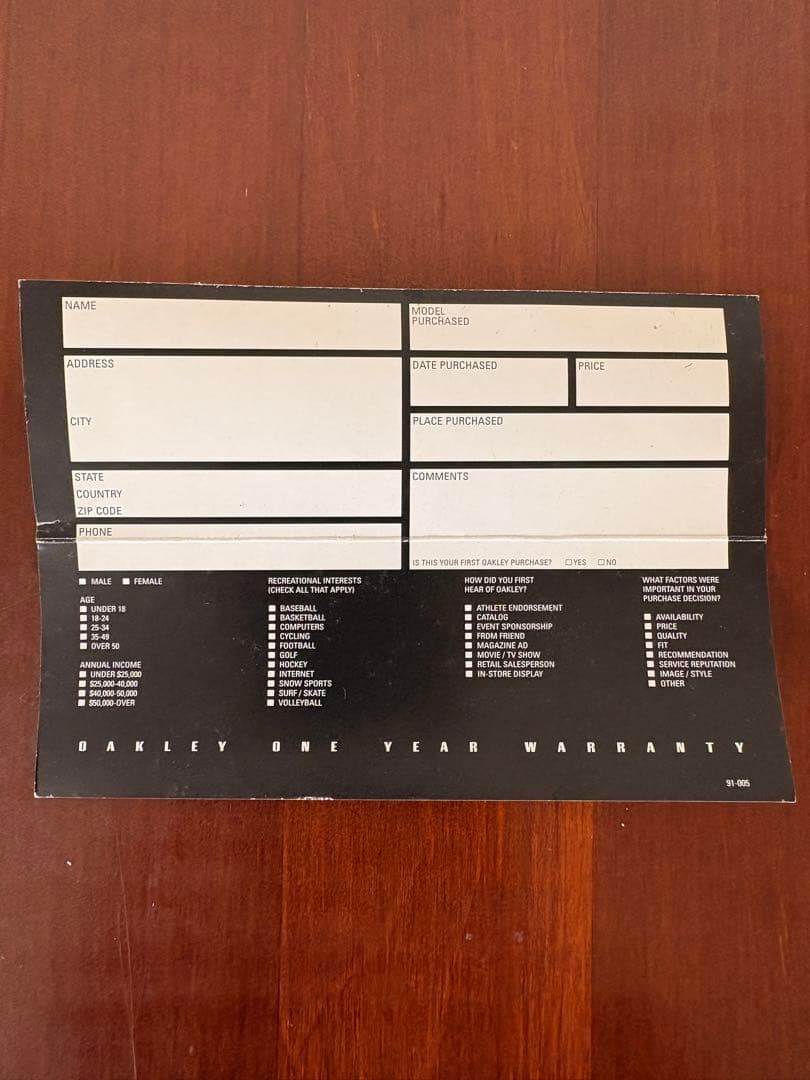 NAME
MODEL
PURCHASED
ADDRESS
DATE PURCHASED
PRICE
CITY
PLACE PURCHASED
STATE
COUNTRY
ZIP CODE
COMMENTS
PHONE
IS THIS YOUR FIRST OAKLEY PURCHASE? YES NO
MALE FEMALE
AGE
UNDER 18
18-24
25-34
35-49
OVER 50
ANNUAL INCOME
UNDER $25,000
$25,000-40,000
$40,000-50,000
$50,000-OVER
RECREATIONAL INTERESTS
(CHECK ALL THAT APPLY)
BASEBALL
BASKETBALL
COMPUTERS
CYCLING
FOOTBALL
GOLF
HOCKEY
INTERNET
SNOW SPORTS
SURF / SKATE
VOLLEYBALL
HOW DID YOU FIRST
HEAR OF OAKLEY?
ATHLETE ENDORSEMENT
CATALOG
EVENT SPONSORSHIP
FROM FRIEND
MAGAZINE AD
MOVIE / TV SHOW
RETAIL SALESPERSON
IN-STORE DISPLAY
WHAT FACTORS WERE
IMPORTANT IN YOUR
PURCHASE DECISION?
AVAILABILITY
PRICE
QUALITY
FIT
RECOMMENDATION
SERVICE REPUTATION
IMAGE / STYLE
OTHER
OAKLEY ONE YEAR WARRANTY
91-005